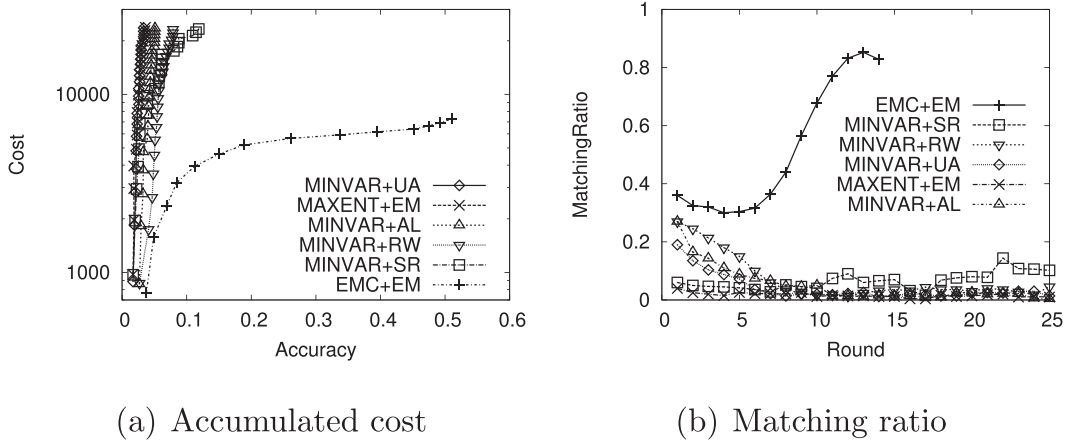 Cost
10000
1000
0 0.1 0.2 0.3 0.4 0.5 0.6
Accuracy
MINVAR+UA
MAXENT+EM
MINVAR+AL
MINVAR+RW
MINVAR+SR
EMC+EM
(a) Accumulated cost
MatchingRatio
1
0.8
0.6
0.4
0.2
0
0 5 10 15 20 25
Round
EMC+EM
MINVAR+SR
MINVAR+RW
MINVAR+UA
MAXENT+EM
MINVAR+AL
(b) Matching ratio